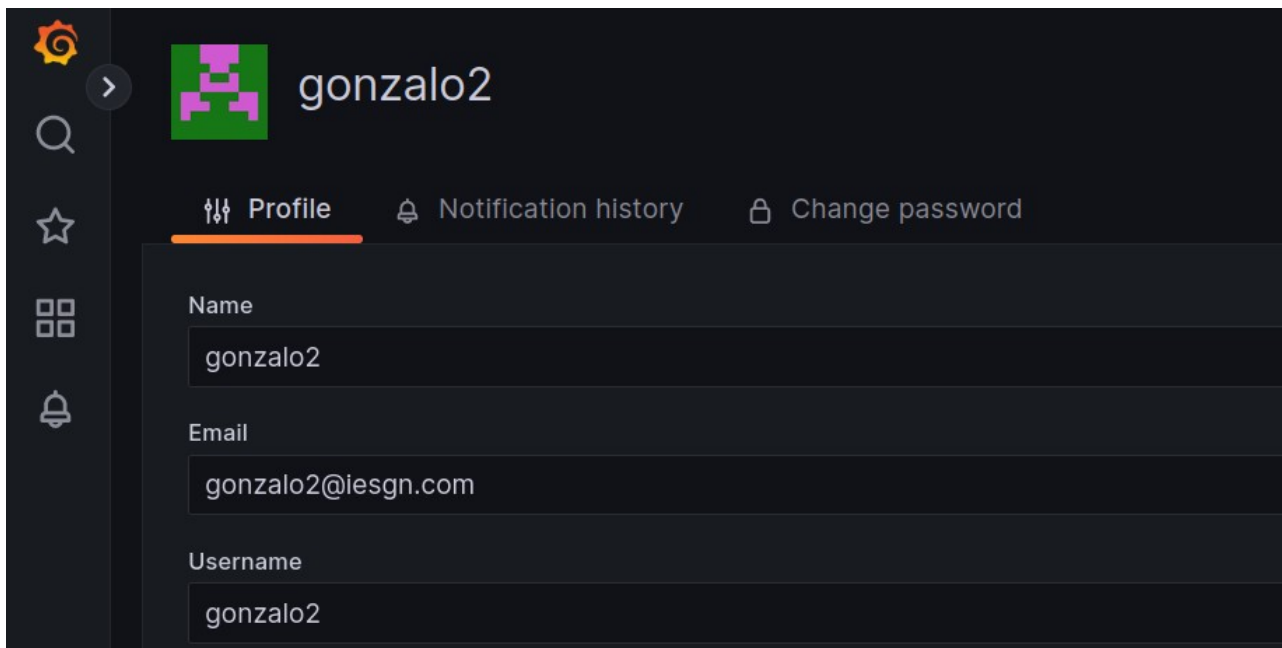 gonzalo2
Profile Notification history Change password
Name
gonzalo2
Email
gonzalo2@iesgn.com
Username
gonzalo2